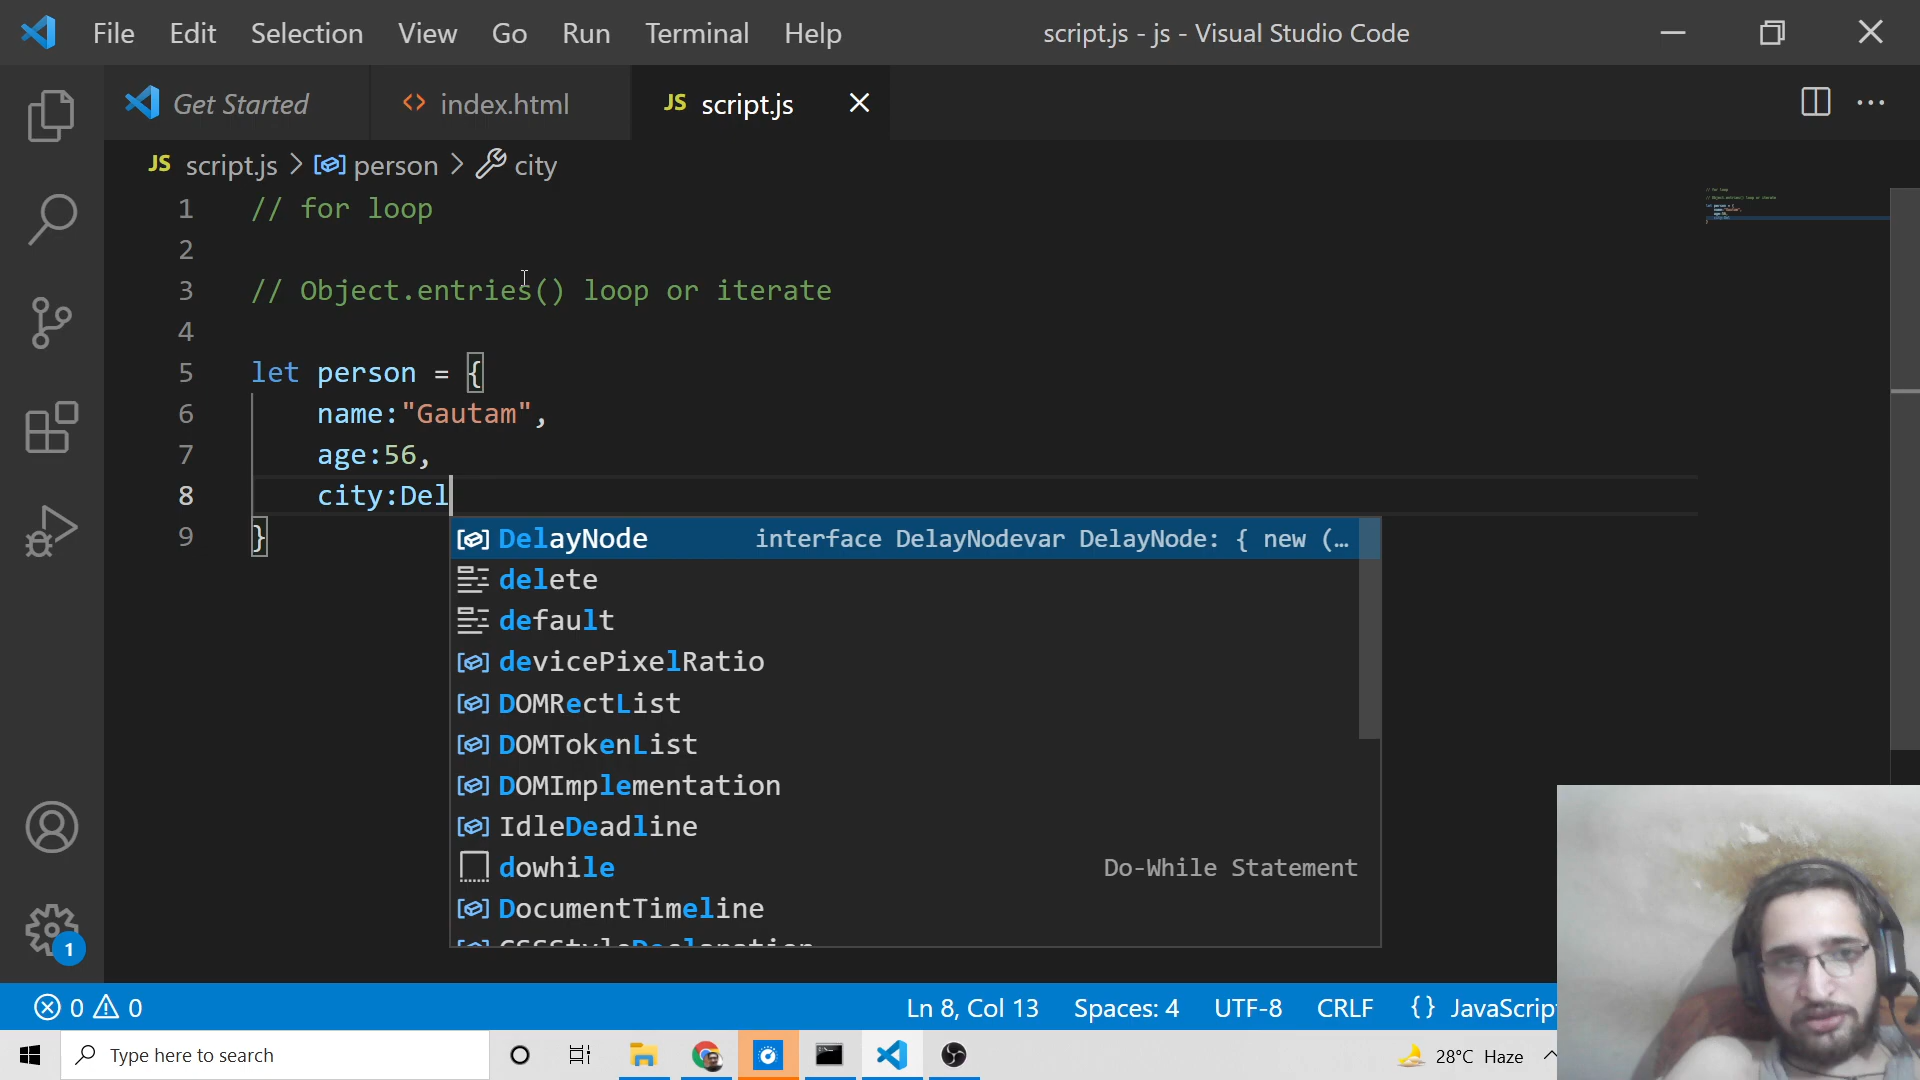 File Edit Selection View Go Run Terminal Help script.js - js - Visual Studio Code
Get Started index.html JS script.js
JS script.js > person > city
1 // for loop
2
3 // Object.entries() loop or iterate
4
5 let person = {
6 name:"Gautam",
7 age:56,
8 city:Del
9 }
DelayNode interface DelayNodevar DelayNode: { new (…
delete
default
devicePixelRatio
DOMRectList
DOMTokenList
DOMImplementation
IdleDeadline
dowhile Do-While Statement
DocumentTimeline
CSSStyleDeclaration
1
0 0 Ln 8, Col 13 Spaces: 4 UTF-8 CRLF {} JavaScrip
Type here to search 28°C Haze